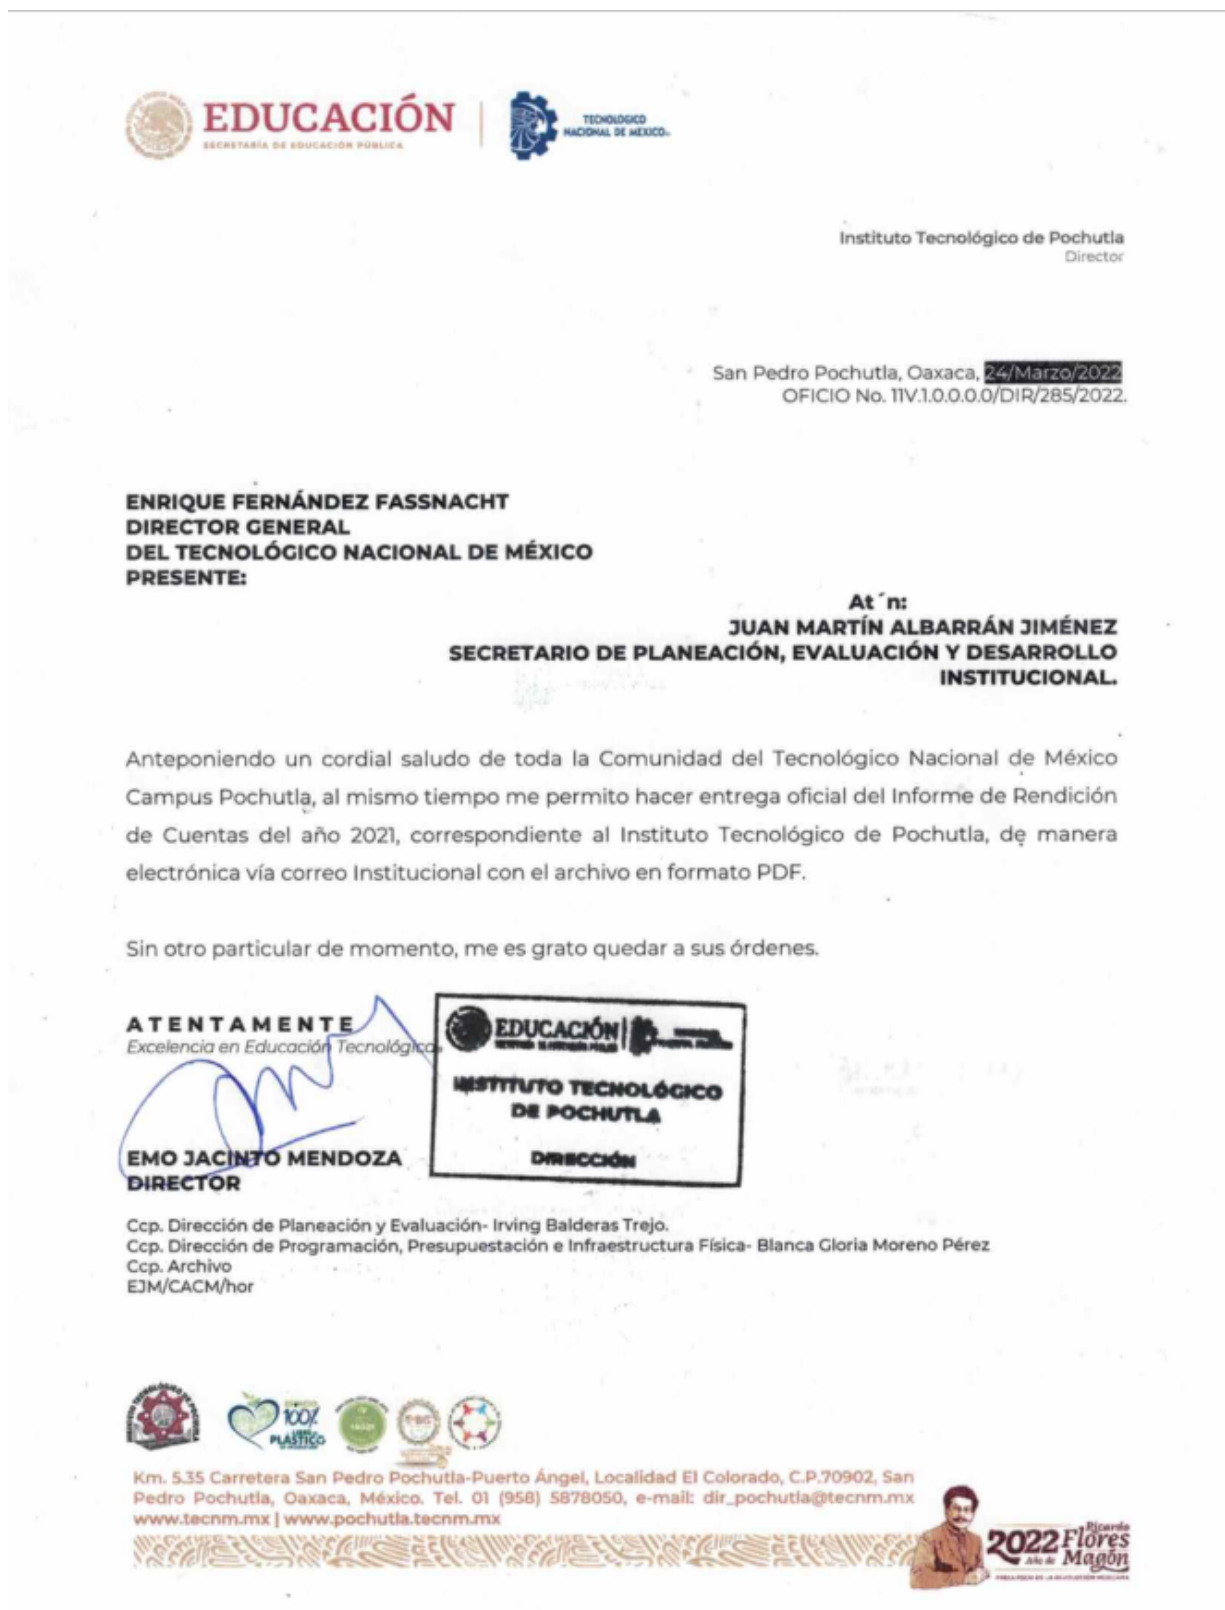 EDUCACIÓN
SECRETARÍA DE EDUCACIÓN PÚBLICA
TECNOLÓGICO
NACIONAL DE MÉXICO
Instituto Tecnológico de Pochutla
Director
San Pedro Pochutla, Oaxaca, 24/Marzo/2022
OFICIO No. 11V.1.0.0.0.0/DIR/285/2022.
ENRIQUE FERNÁNDEZ FASSNACHT
DIRECTOR GENERAL
DEL TECNOLÓGICO NACIONAL DE MÉXICO
PRESENTE:
At´n:
JUAN MARTÍN ALBARRÁN JIMÉNEZ
SECRETARIO DE PLANEACIÓN, EVALUACIÓN Y DESARROLLO
INSTITUCIONAL.
Anteponiendo un cordial saludo de toda la Comunidad del Tecnológico Nacional de México
Campus Pochutla, al mismo tiempo me permito hacer entrega oficial del Informe de Rendición
de Cuentas del año 2021, correspondiente al Instituto Tecnológico de Pochutla, de manera
electrónica vía correo Institucional con el archivo en formato PDF.
Sin otro particular de momento, me es grato quedar a sus órdenes.
ATENTAMENTE
Excelencia en Educación Tecnológica
EDUCACIÓN
INSTITUTO TECNOLÓGICO
DE POCHUTLA
DIRECCIÓN
EMO JACINTO MENDOZA
DIRECTOR
Ccp. Dirección de Planeación y Evaluación- Irving Balderas Trejo.
Ccp. Dirección de Programación, Presupuestación e Infraestructura Física- Blanca Gloria Moreno Pérez
Ccp. Archivo
EJM/CACM/hor
100%
PLÁSTICO
Km. 5.35 Carretera San Pedro Pochutla-Puerto Ángel, Localidad El Colorado, C.P.70902, San
Pedro Pochutla, Oaxaca, México. Tel. 01 (958) 5878050, e-mail: dir_pochutla@tecnm.mx
www.tecnm.mx | www.pochutla.tecnm.mx
2022 Ricardo
Flores
Año de Magón